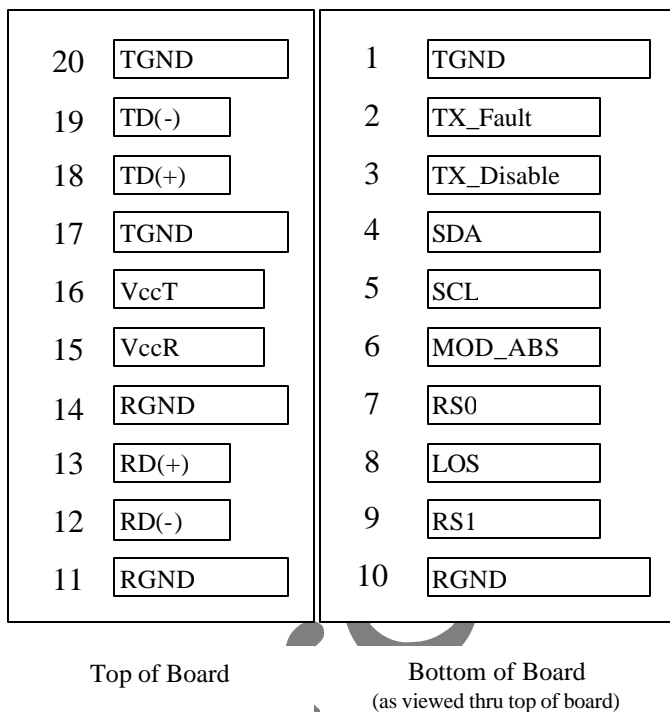 20 TGND
19 TD(-)
18 TD(+)
17 TGND
16 VccT
15 VccR
14 RGND
13 RD(+)
12 RD(-)
11 RGND
Top of Board
1 TGND
2 TX_Fault
3 TX_Disable
4 SDA
5 SCL
6 MOD_ABS
7 RS0
8 LOS
9 RS1
10 RGND
Bottom of Board
(as viewed thru top of board)